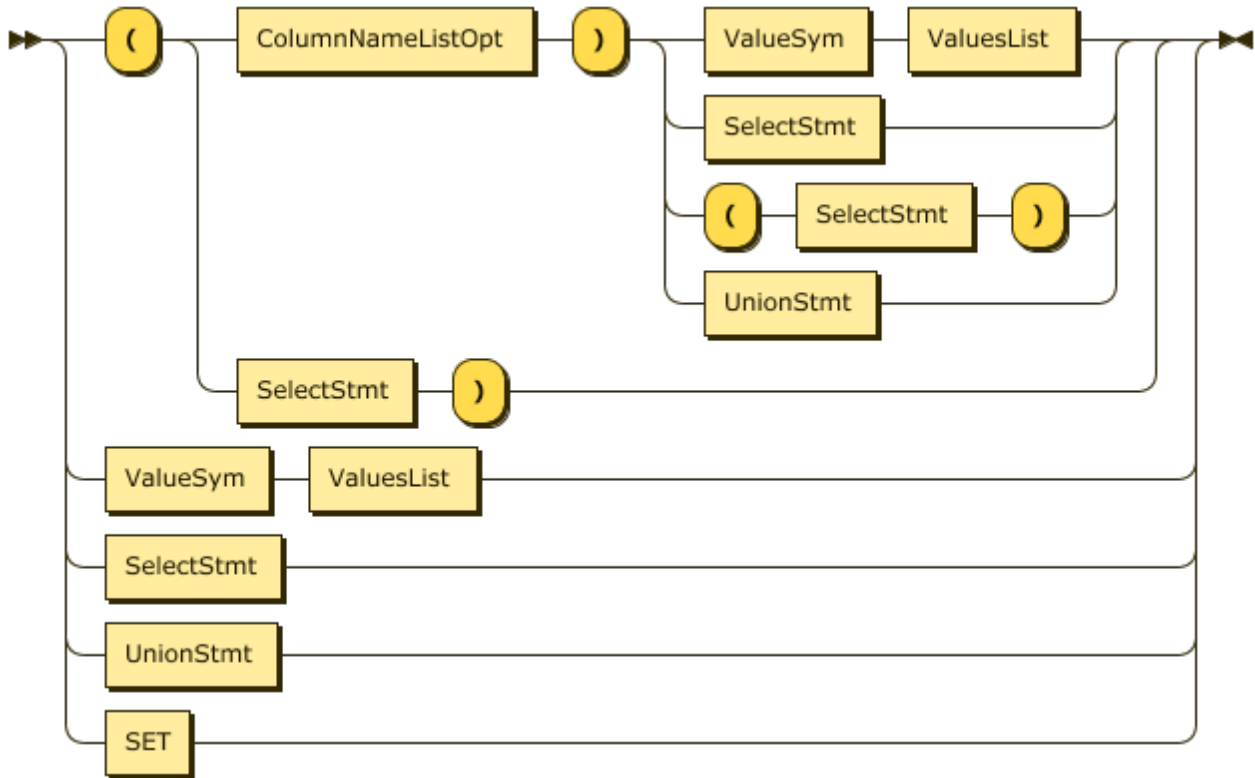 ( ColumnNameListOpt ) ValueSym ValuesList
SelectStmt
( SelectStmt )
UnionStmt
SelectStmt )
ValueSym ValuesList
SelectStmt
UnionStmt
SET